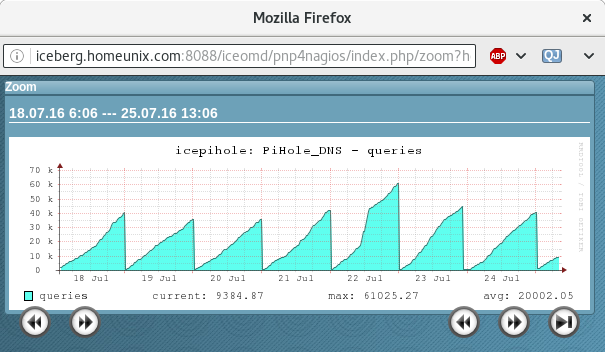 Mozilla Firefox
iceberg.homeunix.com:8088/iceomd/pnp4nagios/index.php/zoom?h
ABP
QJ
Zoom
18.07.16 6:06 --- 25.07.16 13:06
icepihole: PiHole_DNS - queries
RRDTOOL / TOBI OETIKER
70 k
60 k
50 k
40 k
30 k
20 k
10 k
0
18 Jul 19 Jul 20 Jul 21 Jul 22 Jul 23 Jul 24 Jul
queries current: 9384.87 max: 61025.27 avg: 20002.05